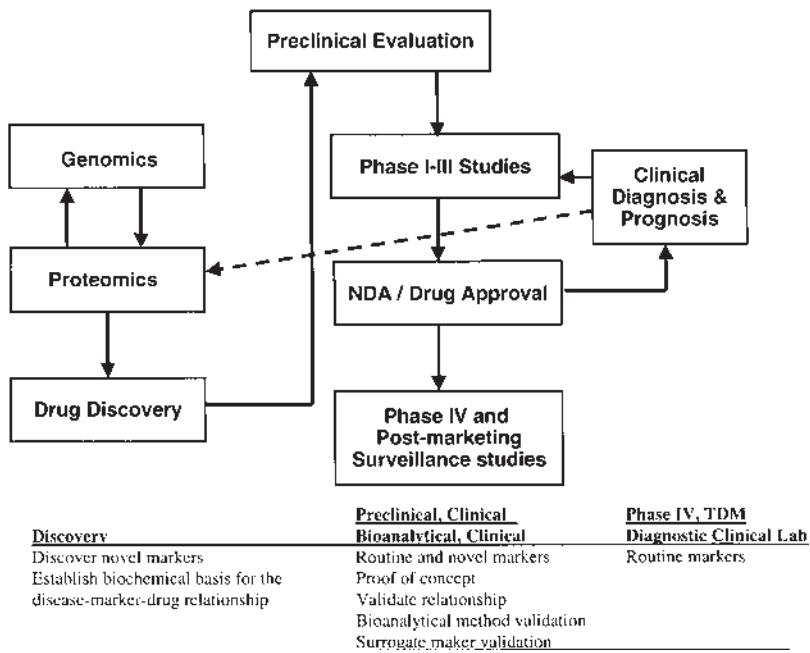 Preclinical Evaluation
Genomics
Phase I-III Studies
Clinical
Diagnosis &
Prognosis
Proteomics
NDA / Drug Approval
Drug Discovery
Phase IV and
Post-marketing
Surveillance studies
Discovery
Discover novel markers
Establish biochemical basis for the
disease-marker-drug relationship
Preclinical, Clinical
Bioanalytical, Clinical
Routine and novel markers
Proof of concept
Validate relationship
Bioanalytical method validation
Surrogate maker validation
Phase IV, TDM
Diagnostic Clinical Lab
Routine markers